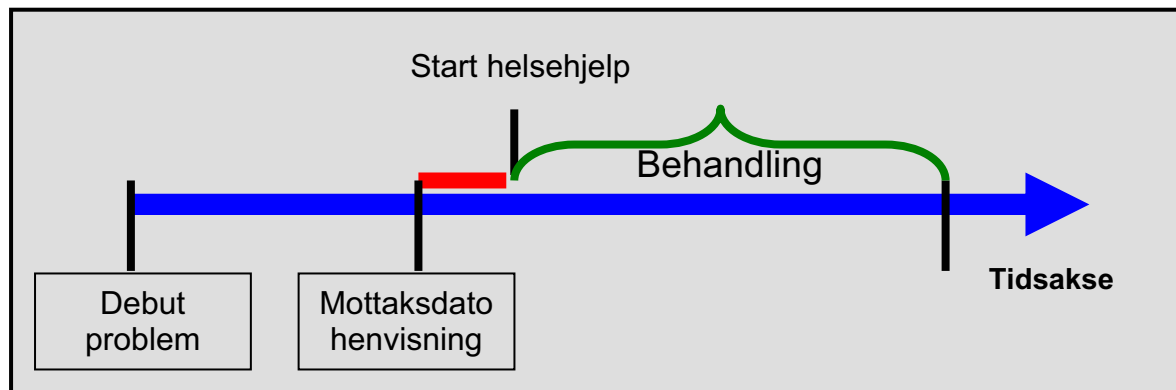 Start helsehjelp
Behandling
Tidsakse
Debut
problem
Mottaksdato
henvisning